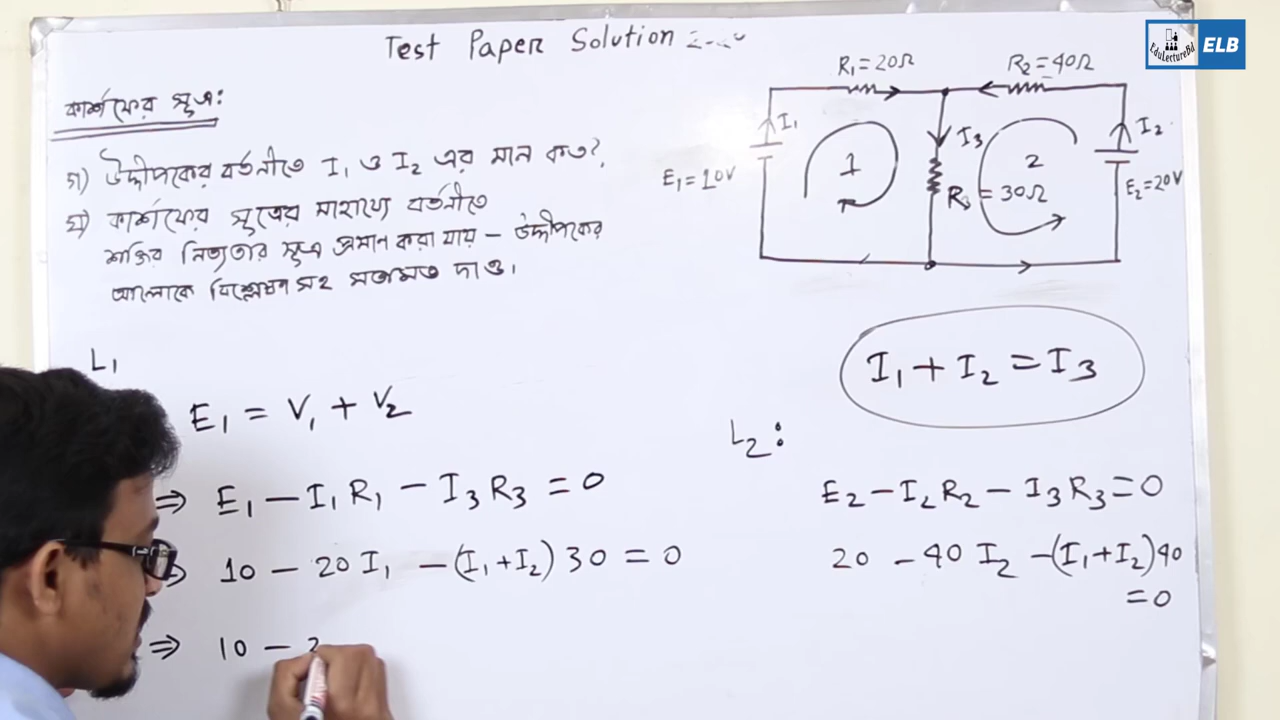 Test Paper Solution
EduLectureBd ELB
কার্শফের সূত্র:
গ) উদ্দীপকের বর্তনীতে I₁ ও I₂ এর মান কত?
ঘ) কার্শফের সূত্রের সাহায্যে বর্তনীতে
শক্তির নিত্যতার সূত্র প্রমান করা যায় – উদ্দীপকের
আলোকে বিশ্লেষণ সহ মতামত দাও।
R₁=20Ω
R₂=40Ω
I₁
I₃
I₂
1
2
E₁=10V
R₃=30Ω
E₂=20V
I₁+I₂=I₃
L₁
E₁ = V₁ + V₂
⇒ E₁ – I₁R₁ – I₃R₃ = 0
⇒ 10 – 20I₁ – (I₁+I₂)30 = 0
⇒ 10 –
L₂:
E₂ – I₂R₂ – I₃R₃ = 0
20 – 40I₂ – (I₁+I₂)40
= 0